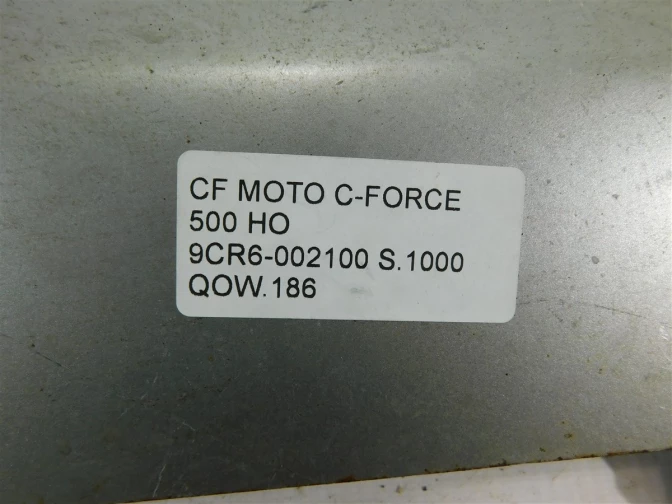 CF MOTO C-FORCE
500 HO
9CR6-002100 S.1000
QOW.186